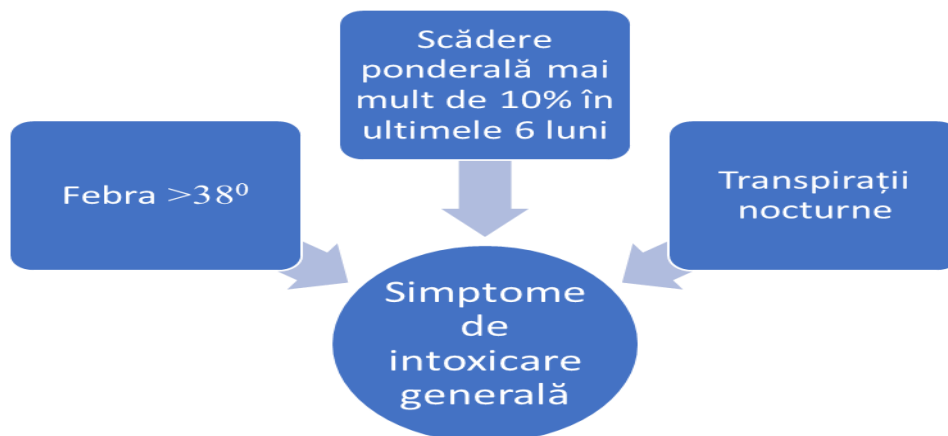 Scădere
ponderală mai
mult de 10% în
ultimele 6 luni
Febra >38⁰
Transpirații
nocturne
Simptome
de
intoxicare
generală